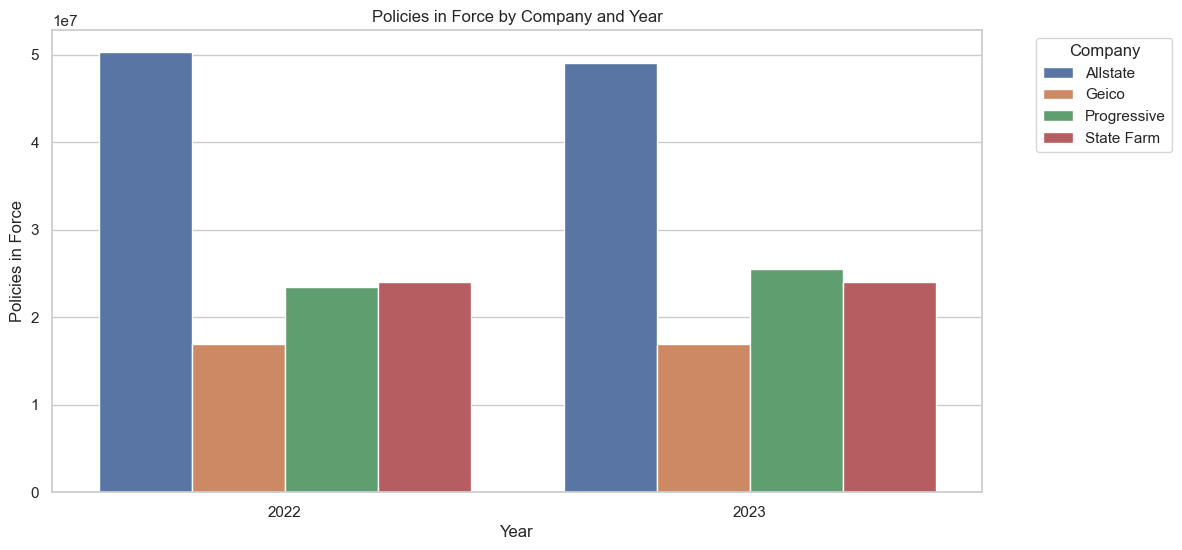 Policies in Force by Company and Year
1e7
5
4
3
2
1
0
Policies in Force
2022
2023
Year
Company
Allstate
Geico
Progressive
State Farm